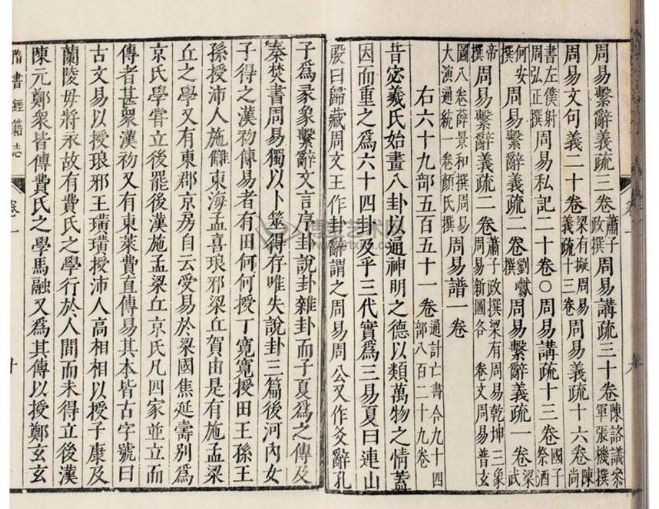 周易繫辭義疏三卷蕭子政撰周易講疏三十卷陳諮議參軍張機撰
周易文句義二十卷梁有擬周易義疏十三卷周易義疏十六卷陳尚
書左僕射周弘正撰周易私記二十卷〇周易講疏十三卷國子祭酒
何妥撰周易繫辭義疏二卷劉瓛撰周易繫辭義疏一卷梁武
帝撰周易繫辭義疏二卷蕭子政撰梁有周易乾坤三象周易新圖各一卷又周易普玄
圖八卷薛景和撰周易大演通統一卷顏氏撰周易譜一卷
右六十九部五百五十一卷通計亡書合九十四部八百二十九卷
昔宓羲氏始畫八卦以通神明之德以類萬物之情蓋
因而重之爲六十四卦及乎三代實爲三易夏曰連山
殷曰歸藏周文王作卦辭謂之周易周公又作爻辭孔
子爲彖象繫辭文言序卦說卦雜卦而子夏爲之傳及
秦焚書周易獨以卜筮得存唯失說卦三篇後河內女
子得之漢初傳易者有田何何授丁寬寬授田王孫王
孫授沛人施讎東海孟喜琅邪梁丘賀由是有施孟梁
丘之學又有東郡京房自云受易於梁國焦延壽別爲
京氏學嘗立後罷後漢施孟梁丘京氏凡四家並立而
傳者甚衆漢初又有東萊費直傳易其本皆古字號曰
古文易以授琅邪王璜璜授沛人高相相以授子康及
蘭陵毋將永故有費氏之學行於人間而未得立後漢
陳元鄭衆皆傳費氏之學馬融又爲其傳以授鄭玄玄
隋書經籍志
卷一
十